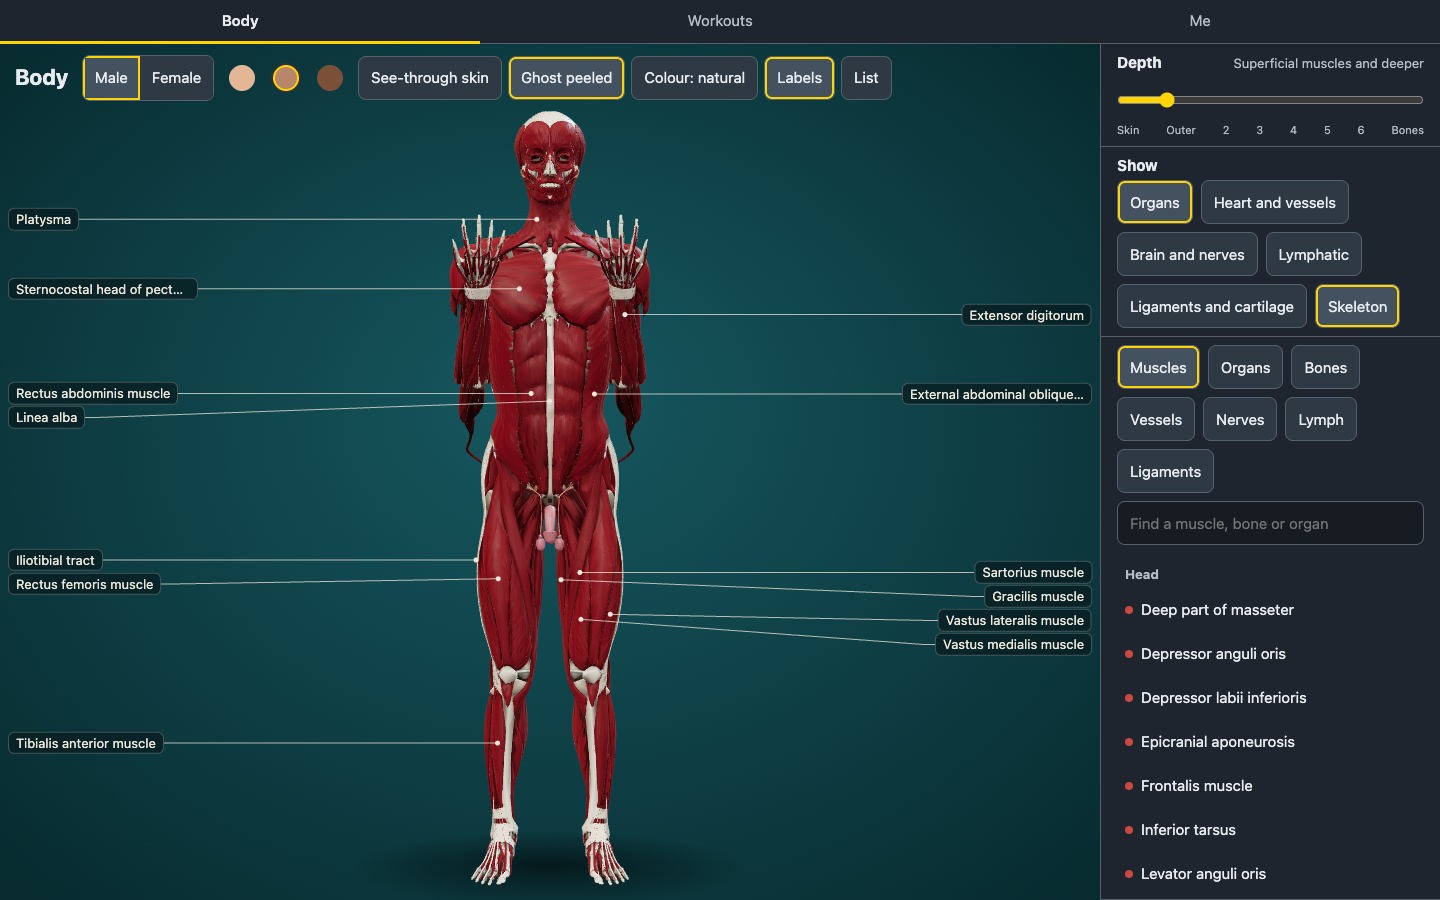 Body
Workouts
Me
Body
Male
Female
See-through skin
Ghost peeled
Colour: natural
Labels
List
Platysma
Sternocostal head of pect...
Extensor digitorum
Rectus abdominis muscle
Linea alba
External abdominal oblique...
Iliotibial tract
Rectus femoris muscle
Sartorius muscle
Gracilis muscle
Vastus lateralis muscle
Vastus medialis muscle
Tibialis anterior muscle
Depth
Superficial muscles and deeper
Skin Outer 2 3 4 5 6 Bones
Show
Organs
Heart and vessels
Brain and nerves
Lymphatic
Ligaments and cartilage
Skeleton
Muscles
Organs
Bones
Vessels
Nerves
Lymph
Ligaments
Find a muscle, bone or organ
Head
Deep part of masseter
Depressor anguli oris
Depressor labii inferioris
Epicranial aponeurosis
Frontalis muscle
Inferior tarsus
Levator anguli oris